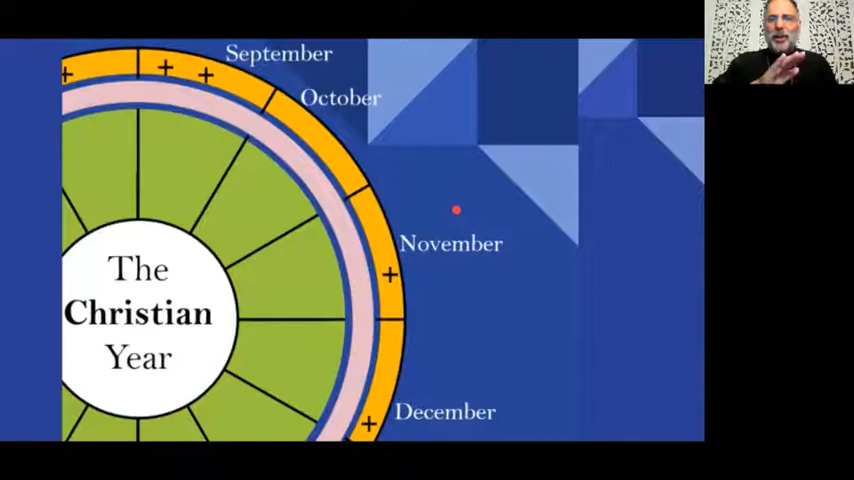 September
October
November
December
The
Christian
Year